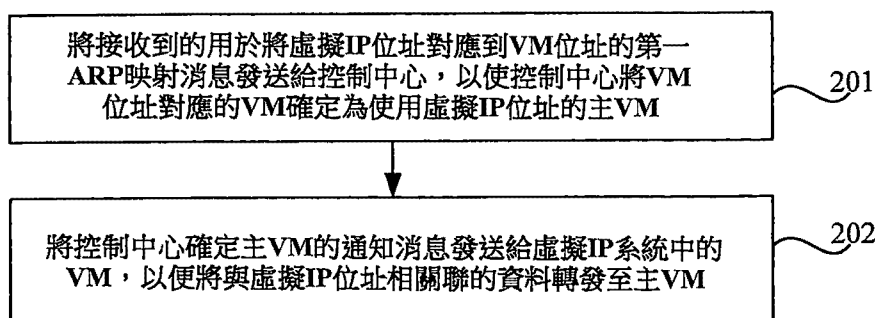 將接收到的用於將虛擬IP位址對應到VM位址的第一
ARP映射消息發送給控制中心，以使控制中心將VM
位址對應的VM確定為使用虛擬IP位址的主VM
201
將控制中心確定主VM的通知消息發送給虛擬IP系統中的
VM，以便將與虛擬IP位址相關聯的資料轉發至主VM
202